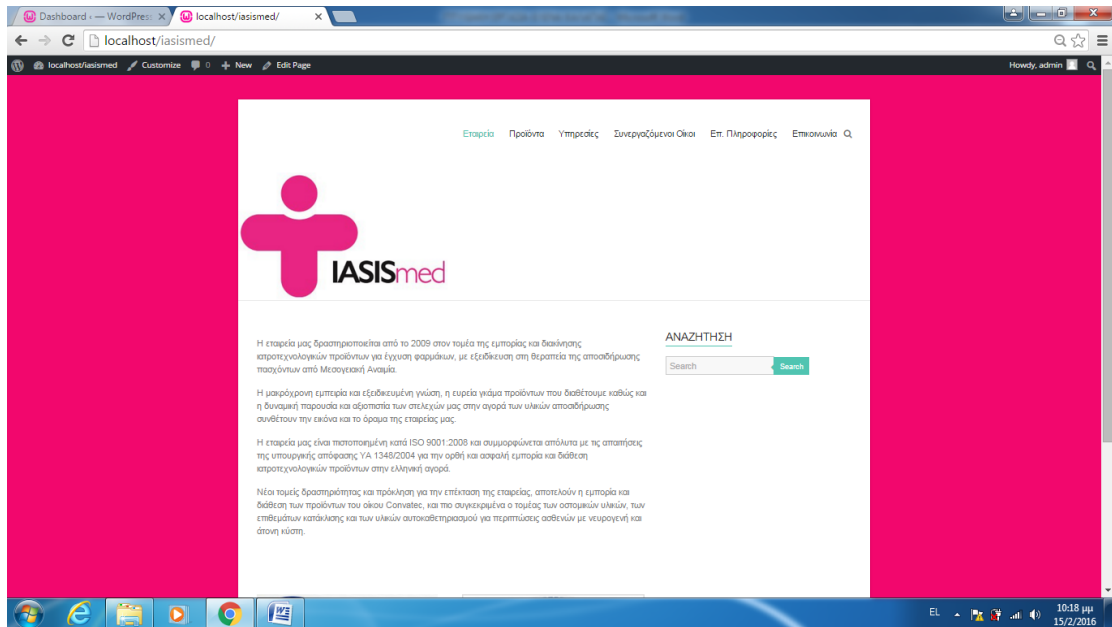 Dashboard ‹ — WordPress
localhost/iasismed/
localhost/iasismed/
localhost/iasismed Customize 0 New Edit Page Howdy, admin
Εταιρεία Προϊόντα Υπηρεσίες Συνεργαζόμενοι Οίκοι Επ. Πληροφορίες Επικοινωνία
IASISmed
Η εταιρεία μας δραστηριοποιείται από το 2009 στον τομέα της εμπορίας και διακίνησης
ιατροτεχνολογικών προϊόντων για έγχυση φαρμάκων, με εξειδίκευση στη θεραπεία της αποσιδήρωσης
πασχόντων από Μεσογειακή Αναιμία.
Η μακρόχρονη εμπειρία και εξειδικευμένη γνώση, η ευρεία γκάμα προϊόντων που διαθέτουμε καθώς και
η δυναμική παρουσία και αξιοπιστία των στελεχών μας στην αγορά των υλικών αποσιδήρωσης
συνθέτουν την εικόνα και το όραμα της εταιρείας μας.
Η εταιρεία μας είναι πιστοποιημένη κατά ISO 9001:2008 και συμμορφώνεται απόλυτα με τις απαιτήσεις
της υπουργικής απόφασης ΥΑ 1348/2004 για την ορθή και ασφαλή εμπορία και διάθεση
ιατροτεχνολογικών προϊόντων στην ελληνική αγορά.
Νέοι τομείς δραστηριότητας και πρόκληση για την επέκταση της εταιρείας, αποτελούν η εμπορία και
διάθεση των προϊόντων του οίκου Convatec, και πιο συγκεκριμένα ο τομέας των οστομικών υλικών, των
επιθεμάτων κατάκλισης και των υλικών αυτοκαθετηριασμού για περιπτώσεις ασθενών με νευρογενή και
άτονη κύστη.
ΑΝΑΖΗΤΗΣΗ
Search Search
EL
10:18 μμ
15/2/2016